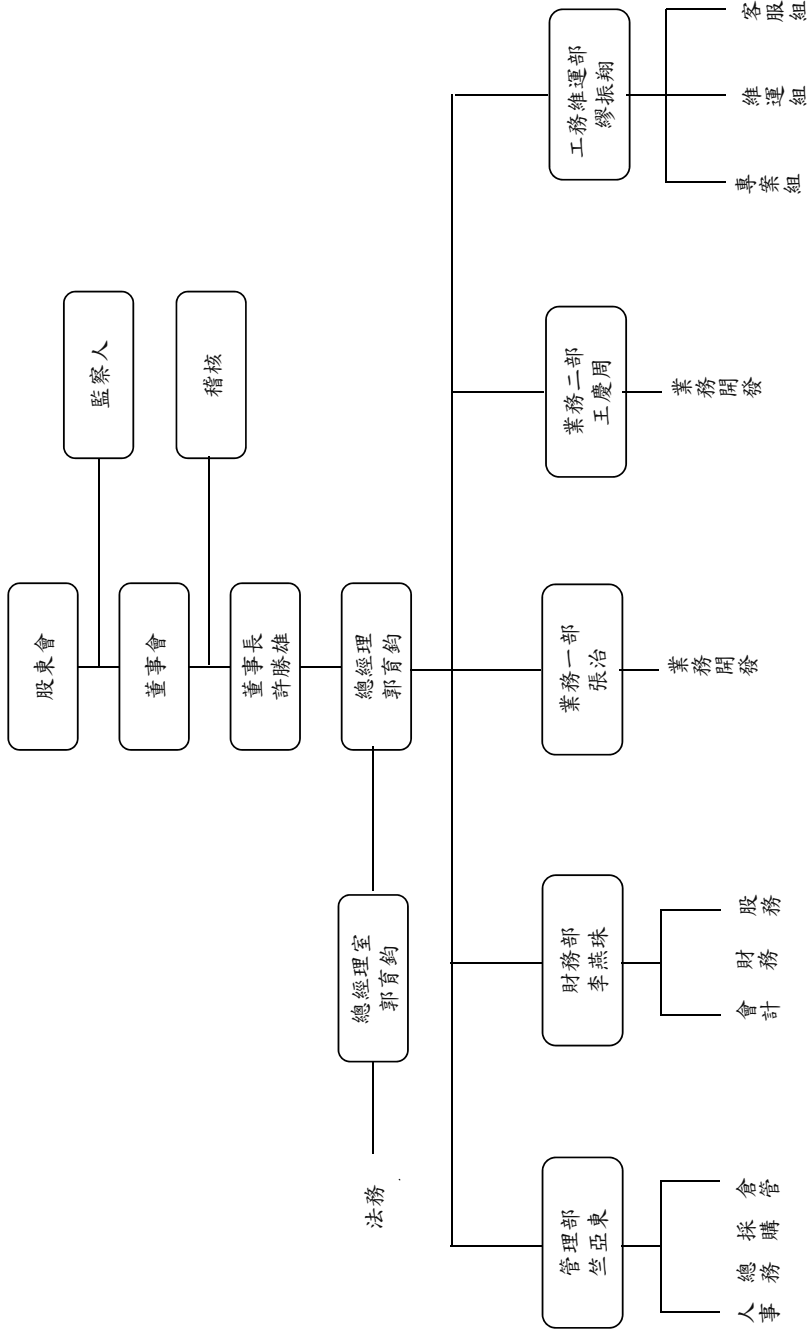 股東會
監察人
董事會
稽核
董事長
許勝雄
總經理
郭育鈞
總經理室
郭育鈞
法務
管理部
竺亞東
人事
總務
採購
倉管
財務部
李燕珠
會計
財務
股務
業務一部
張治
業務開發
業務二部
王慶周
業務開發
工務維運部
繆振翔
專案組
維運組
客服組